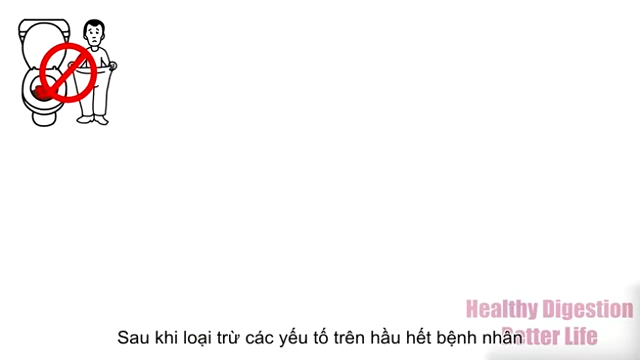 Healthy Digestion
Sau khi loại trừ các yếu tố trên hầu hết bệnh nhân
Better Life